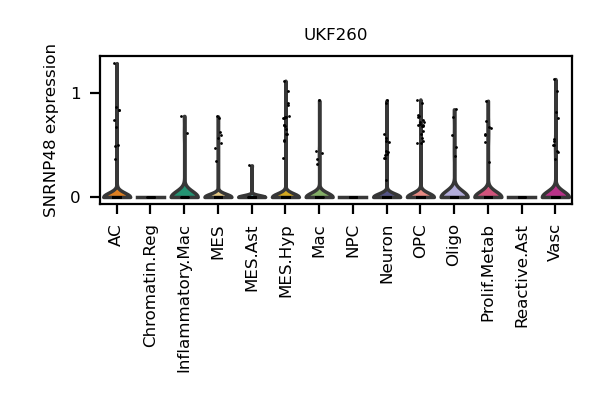 UKF260
SNRNP48 expression
1
0
AC
Chromatin.Reg
Inflammatory.Mac
MES
MES.Ast
MES.Hyp
Mac
NPC
Neuron
OPC
Oligo
Prolif.Metab
Reactive.Ast
Vasc